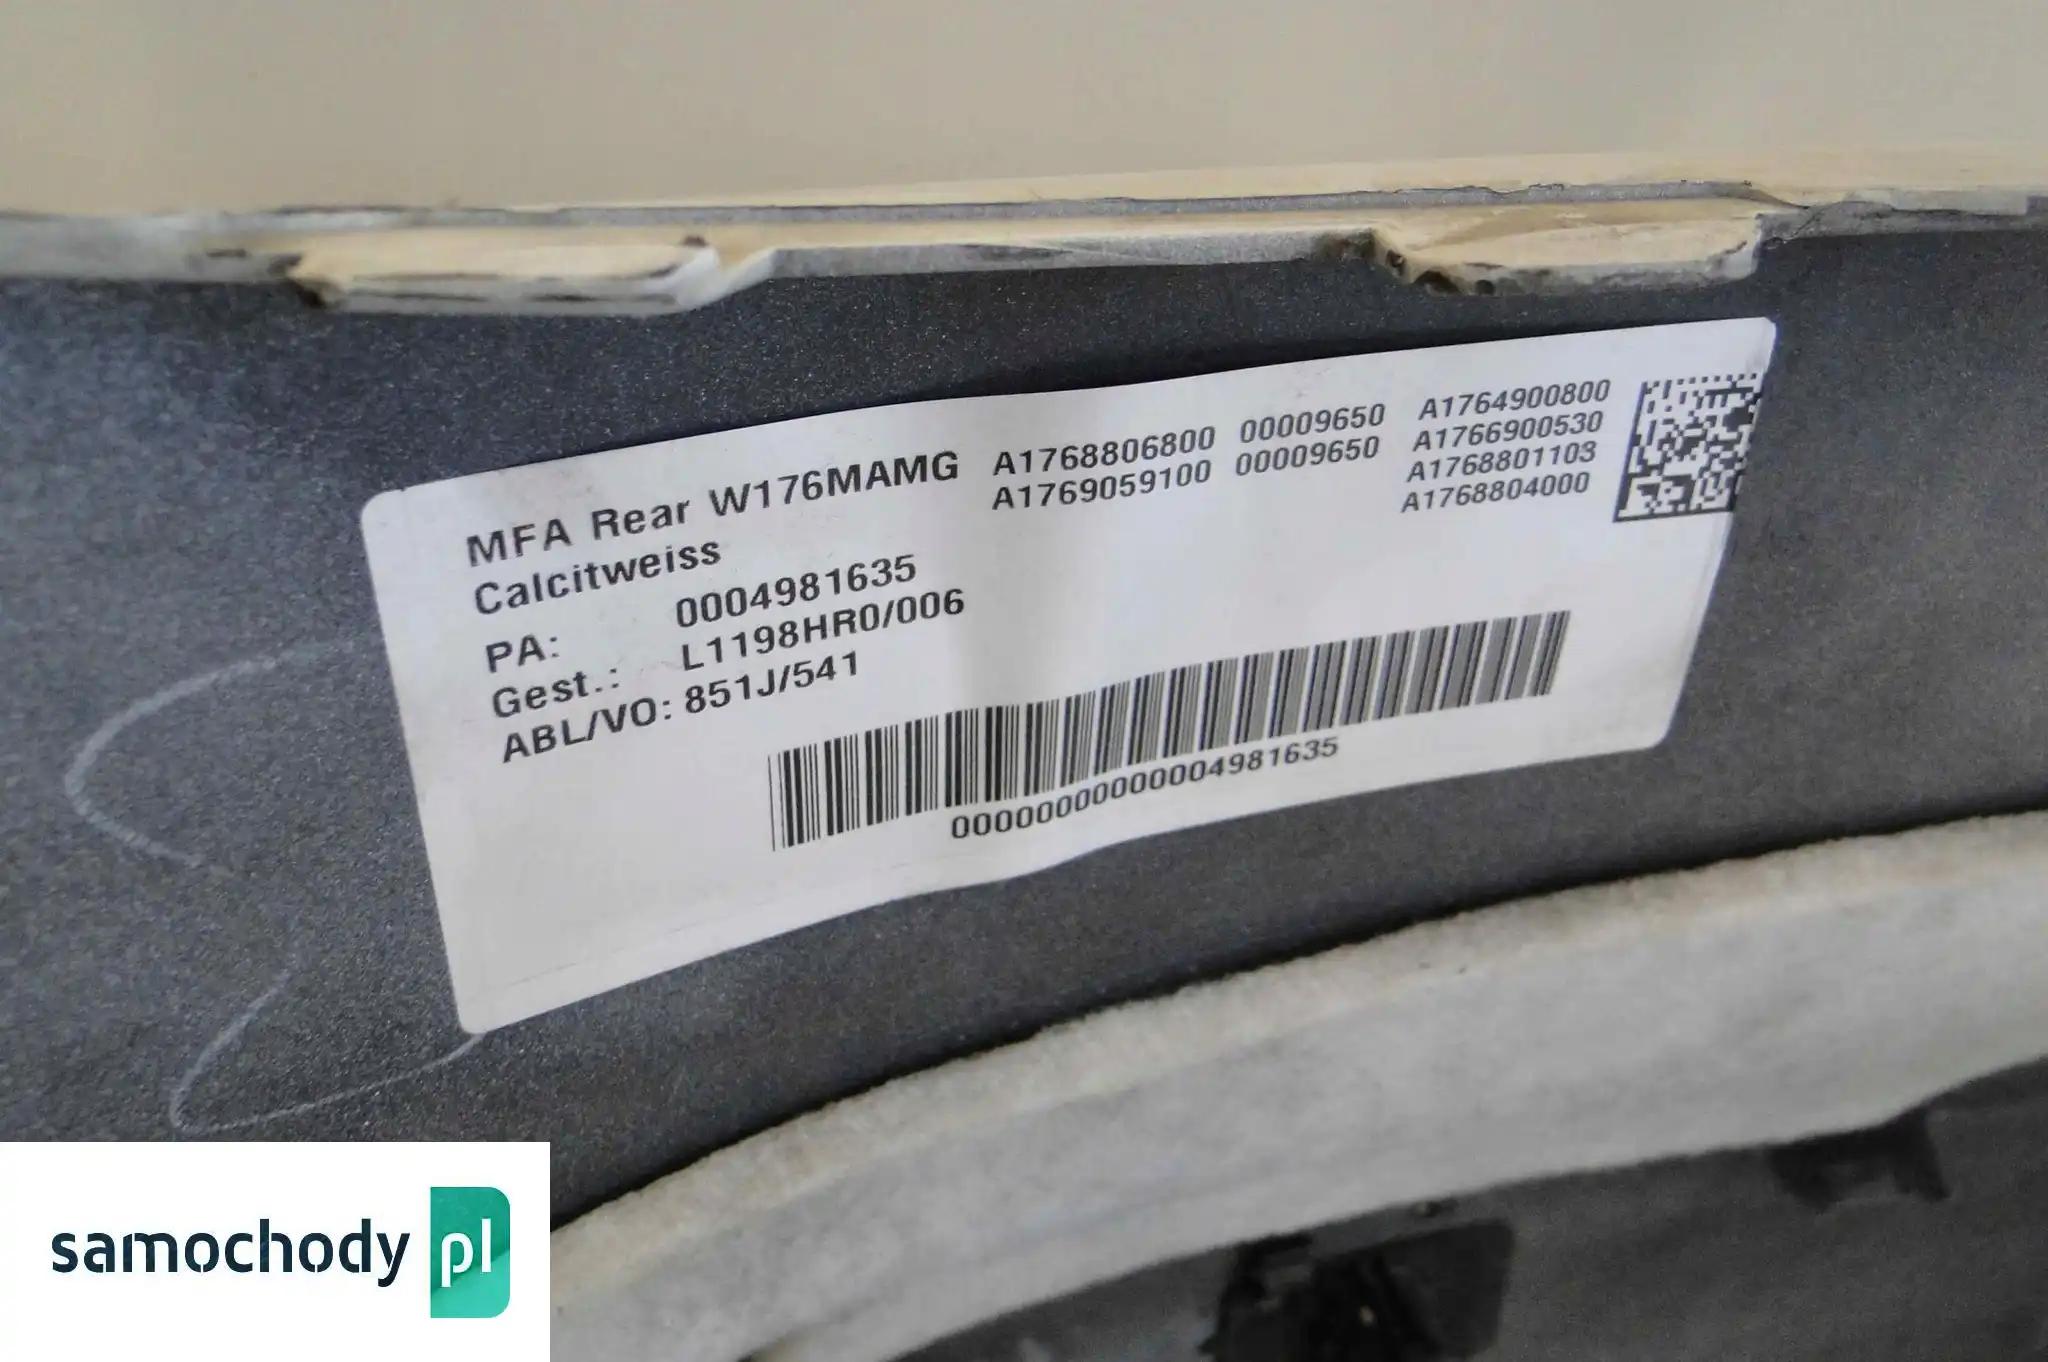 MFA Rear W176MAMG A1768806800 00009650 A1764900800
Calcitweiss A1769059100 00009650 A1766900530
A1768801103
A1768804000
PA: 0004981635
Gest.: L1198HR0/006
ABL/VO: 851J/541
000000000004981635
samochody pl